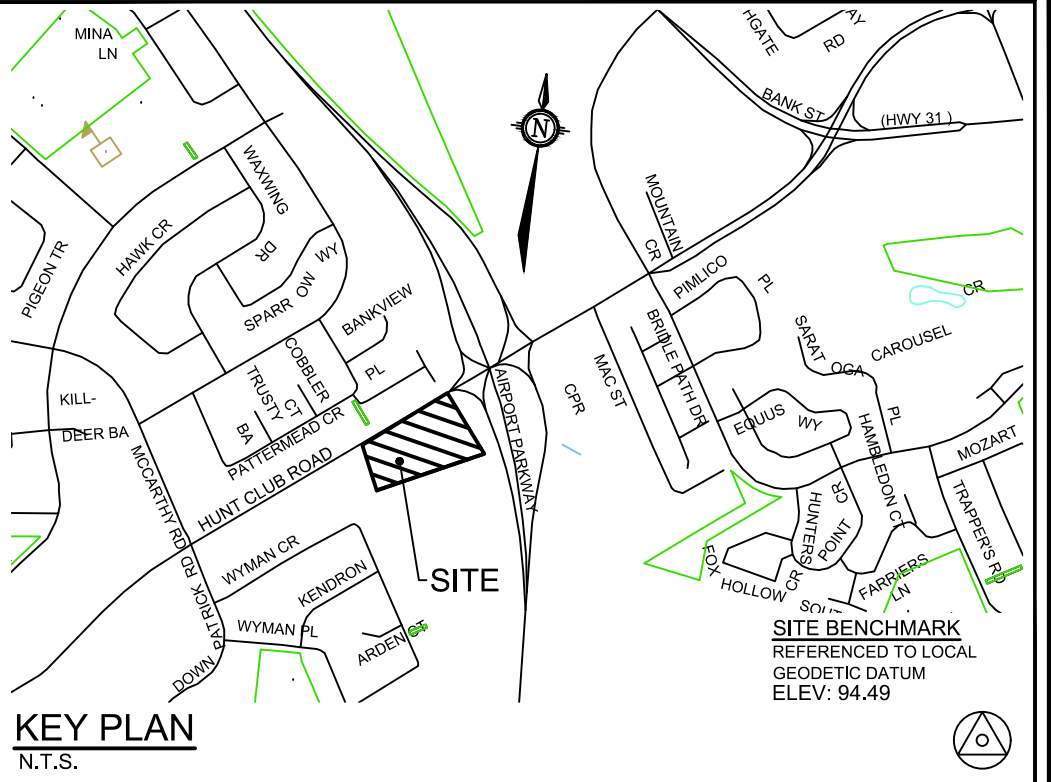 MINA
LN
HGATE
AY
RD
BANK ST
(HWY 31 )
N
WAXWING
DR
HAWK CR
PIGEON TR
SPARR
OW
WY
BANKVIEW
PL
COBBLER
CT
TRUSTY
BA
KILL-
DEER BA
PATTERMEAD CR
HUNT CLUB ROAD
MCCARTHY RD
AIRPORT PARKWAY
CPR
MAC ST
MOUNTAIN
CR
PIMLICO
PL
BRIDLE PATH DR
SARAT
OGA
PL
CAROUSEL
CR
EQUUS
WY
HAMBLEDON CT
MOZART
TRAPPER'S RD
HUNTERS
POINT
CR
FOX
HOLLOW
CR
SOUT
FARRIERS
LN
WYMAN CR
KENDRON
WYMAN PL
ARDEN CT
DOWN
PATRICK RD
SITE
SITE BENCHMARK
REFERENCED TO LOCAL
GEODETIC DATUM
ELEV: 94.49
KEY PLAN
N.T.S.